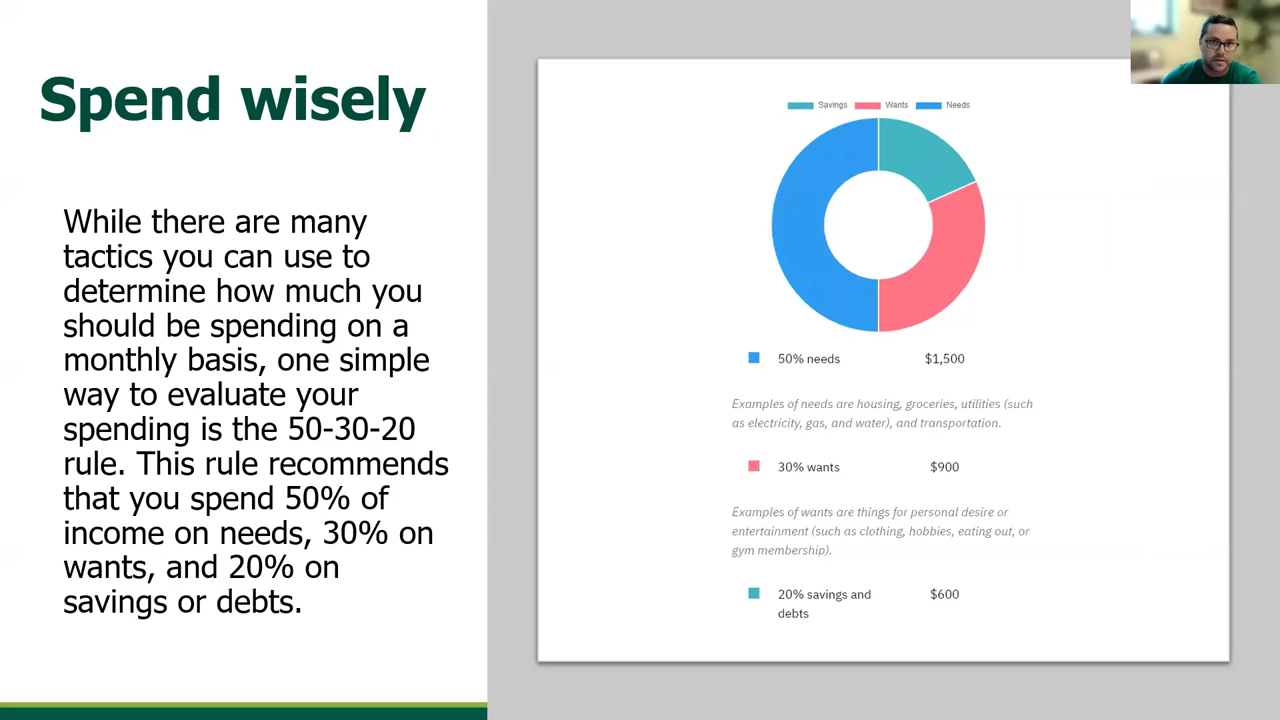 Spend wisely
While there are many
tactics you can use to
determine how much you
should be spending on a
monthly basis, one simple
way to evaluate your
spending is the 50-30-20
rule. This rule recommends
that you spend 50% of
income on needs, 30% on
wants, and 20% on
savings or debts.
Savings Wants Needs
50% needs $1,500
Examples of needs are housing, groceries, utilities (such
as electricity, gas, and water), and transportation.
30% wants $900
Examples of wants are things for personal desire or
entertainment (such as clothing, hobbies, eating out, or
gym membership).
20% savings and $600
debts